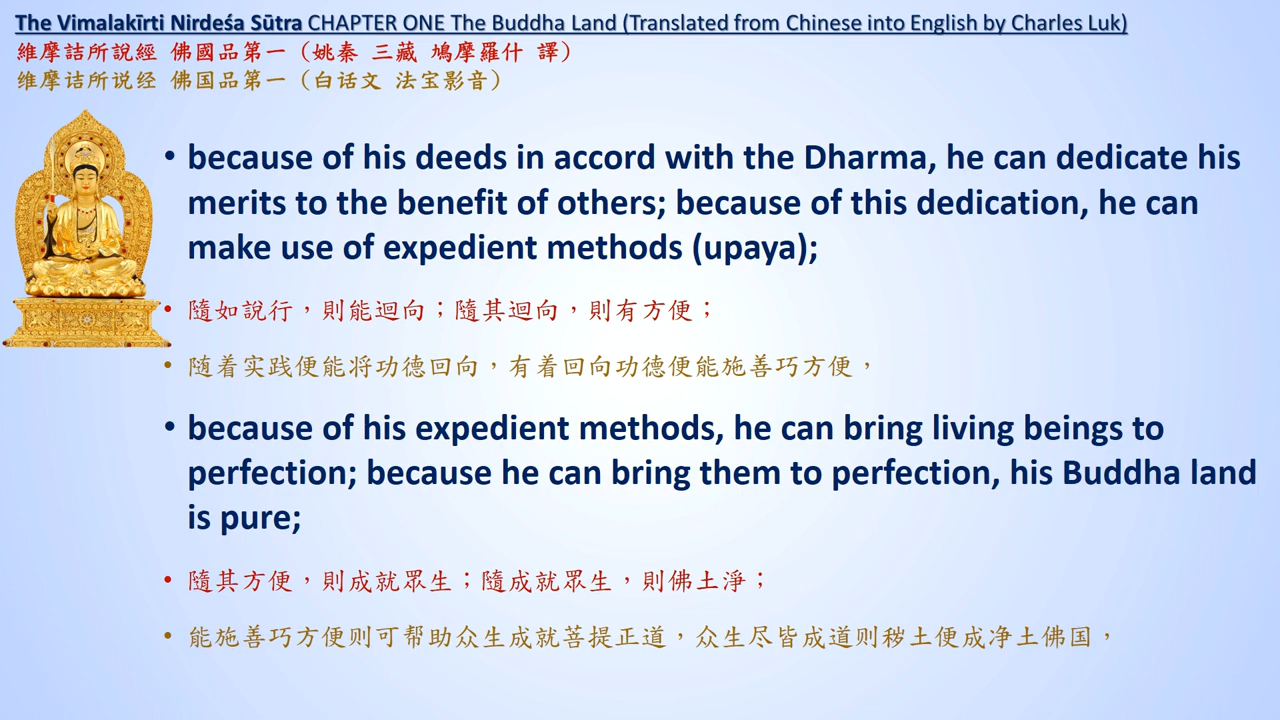 The Vimalakīrti Nirdeśa Sūtra CHAPTER ONE The Buddha Land (Translated from Chinese into English by Charles Luk)
維摩詰所說經 佛國品第一（姚秦 三藏 鳩摩羅什 譯）
维摩诘所说经 佛国品第一（白话文 法宝影音）
• because of his deeds in accord with the Dharma, he can dedicate his
merits to the benefit of others; because of this dedication, he can
make use of expedient methods (upaya);
• 隨如說行，則能迴向；隨其迴向，則有方便；
• 随着实践便能将功德回向，有着回向功德便能施善巧方便，
• because of his expedient methods, he can bring living beings to
perfection; because he can bring them to perfection, his Buddha land
is pure;
• 隨其方便，則成就眾生；隨成就眾生，則佛土淨；
• 能施善巧方便则可帮助众生成就菩提正道，众生尽皆成道则秽土便成净土佛国，